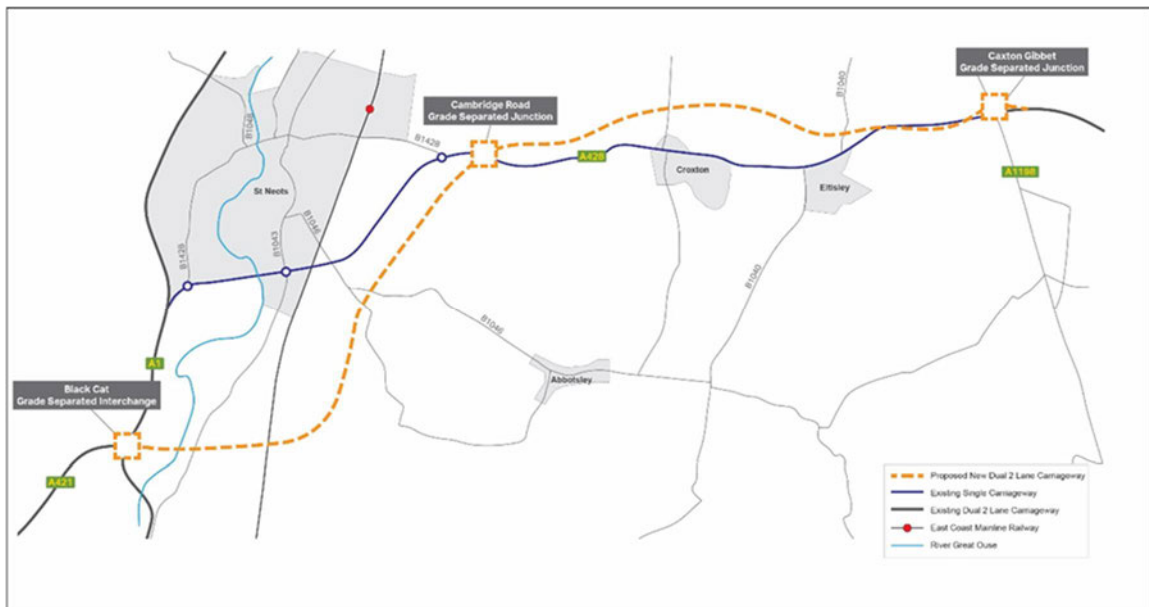 Caxton Gibbet
Grade Separated Junction
Cambridge Road
Grade Separated Junction
B1040
B1048
B1428
A428
A1198
Croxton
Eltisley
St Neots
B1428
B1043
B1046
B1040
B1046
Abbotsley
A1
Black Cat
Grade Separated Interchange
A421
Proposed New Dual 2 Lane Carriageway
Existing Single Carriageway
Existing Dual 2 Lane Carriageway
East Coast Mainline Railway
River Great Ouse